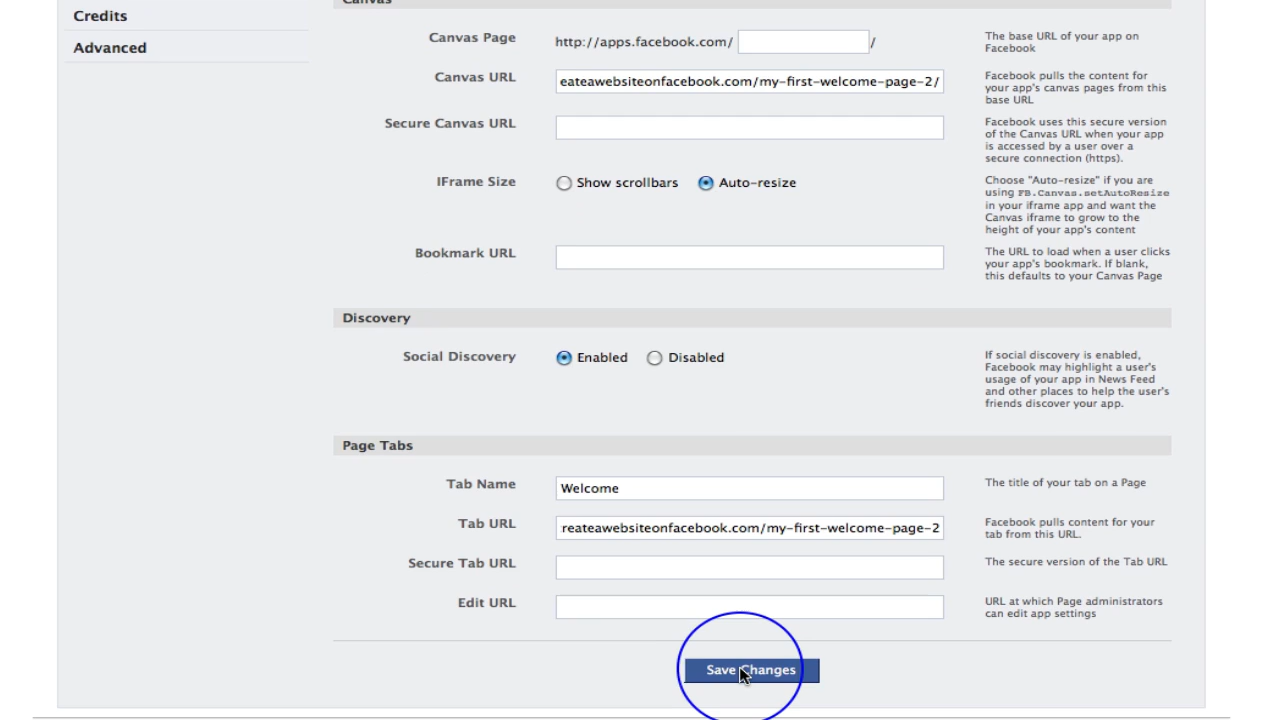 Credits
Advanced
Canvas
Canvas Page
http://apps.facebook.com/
/
The base URL of your app on
Facebook
Canvas URL
eateawebsiteonfacebook.com/my-first-welcome-page-2/
Facebook pulls the content for
your app's canvas pages from this
base URL
Secure Canvas URL
Facebook uses this secure version
of the Canvas URL when your app
is accessed by a user over a
secure connection (https).
IFrame Size
Show scrollbars
Auto-resize
Choose "Auto-resize" if you are
using FB.Canvas.setAutoResize
in your iframe app and want the
Canvas iframe to grow to the
height of your app's content
Bookmark URL
The URL to load when a user clicks
your app's bookmark. If blank,
this defaults to your Canvas Page
Discovery
Social Discovery
Enabled
Disabled
If social discovery is enabled,
Facebook may highlight a user's
usage of your app in News Feed
and other places to help the user's
friends discover your app.
Page Tabs
Tab Name
Welcome
The title of your tab on a Page
Tab URL
reateawebsiteonfacebook.com/my-first-welcome-page-2
Facebook pulls content for your
tab from this URL.
Secure Tab URL
The secure version of the Tab URL
Edit URL
URL at which Page administrators
can edit app settings
Save Changes